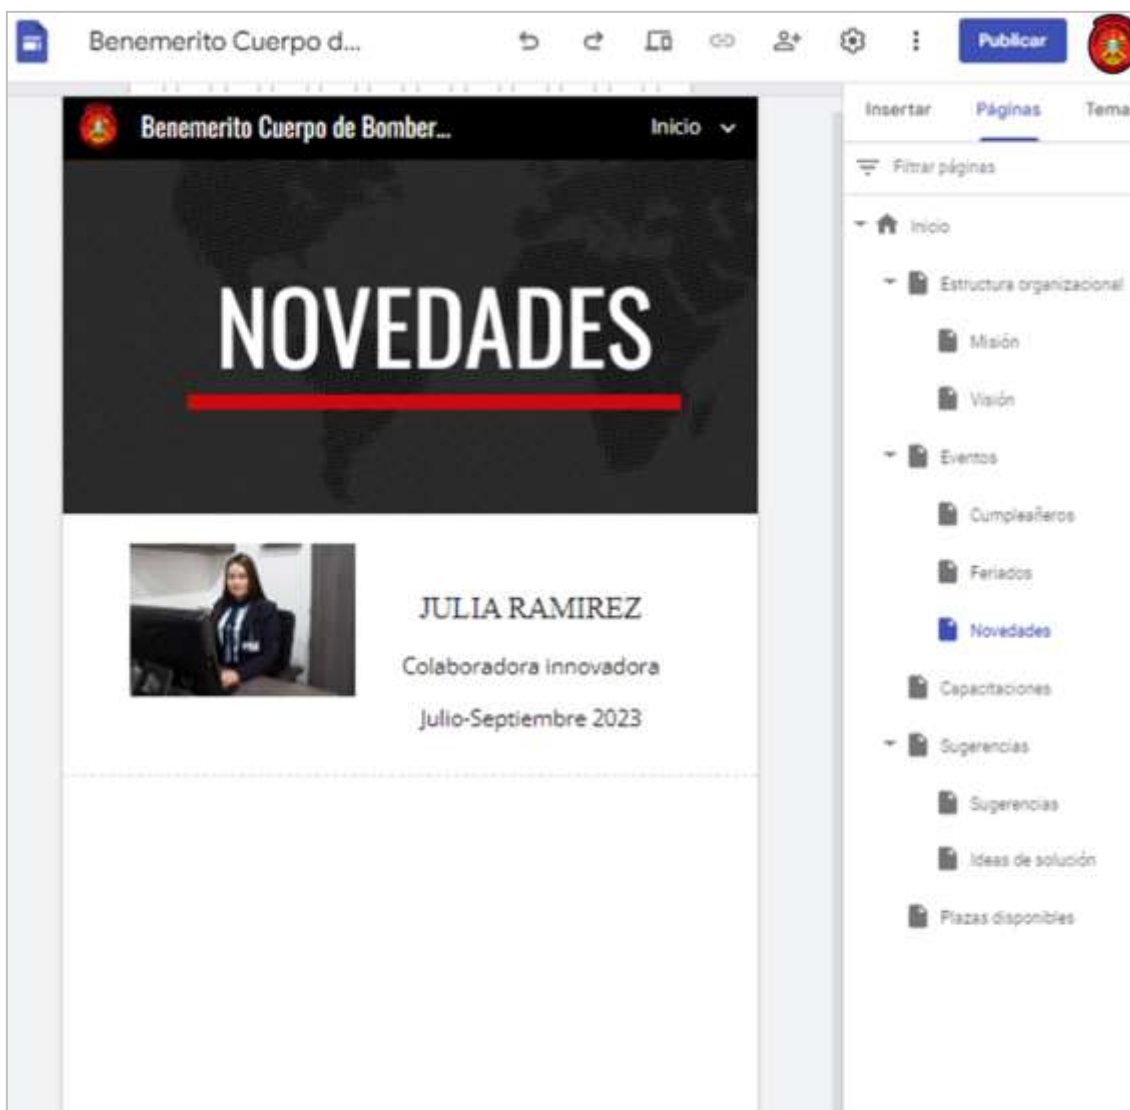 Benemerito Cuerpo d...
Publicar
Benemerito Cuerpo de Bomber...
Inicio
NOVEDADES
JULIA RAMIREZ
Colaboradora innovadora
Julio-Septiembre 2023
Insertar
Páginas
Tema
Filtrar páginas
Inicio
Estructura organizacional
Misión
Visión
Eventos
Cumpleañeros
Feriados
Novedades
Capacitaciones
Sugerencias
Sugerencias
Ideas de solución
Plazas disponibles